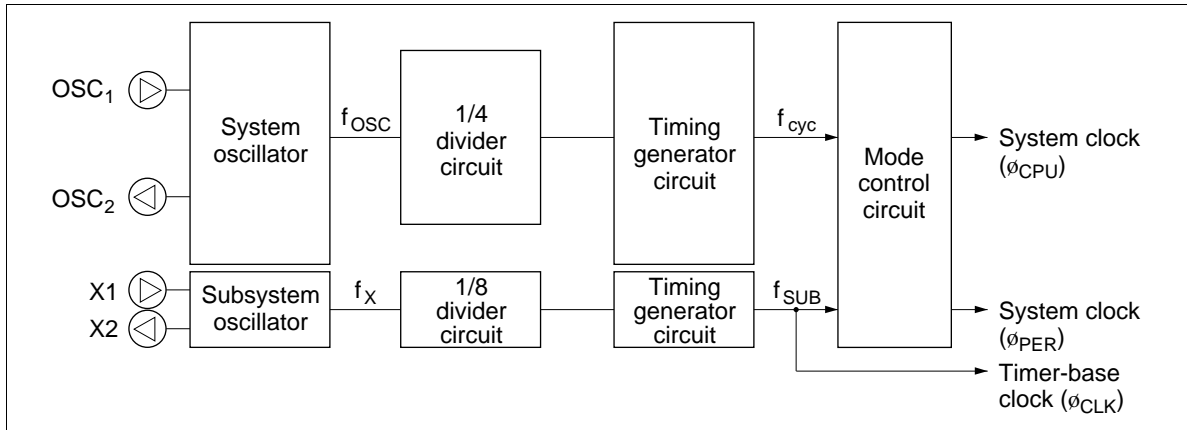 OSC1
OSC2
System
oscillator
fOSC
1/4
divider
circuit
Timing
generator
circuit
fcyc
Mode
control
circuit
System clock
(øCPU)
X1
X2
Subsystem
oscillator
fX
1/8
divider
circuit
Timing
generator
circuit
fSUB
System clock
(øPER)
Timer-base
clock (øCLK)